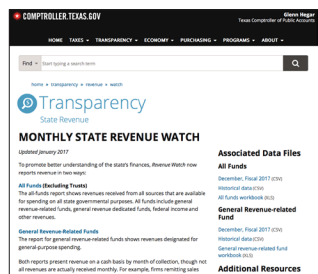 COMPTROLLER.TEXAS.GOV
Glenn Hegar
Texas Comptroller of Public Accounts
HOME TAXES TRANSPARENCY ECONOMY PURCHASING PROGRAMS ABOUT
Find Start typing a search term
home » transparency » revenue » watch
Transparency
State Revenue
MONTHLY STATE REVENUE WATCH
Updated January 2017
To promote better understanding of the state's finances, Revenue Watch now
reports revenue in two ways:
All Funds (Excluding Trusts)
The all-funds report shows revenues received from all sources that are available
for spending on all state governmental purposes. All funds include general
revenue-related funds, general revenue dedicated funds, federal income and
other revenues.
General Revenue-Related Funds
The report for general revenue-related funds shows revenues designated for
general-purpose spending.
Both reports present revenue on a cash basis by month of collection, though not
all revenues are actually received monthly. For example, firms remitting sales
Associated Data Files
All Funds
December, Fiscal 2017 (CSV)
Historical data (CSV)
All funds workbook (XLS)
General Revenue-related
Fund
December, Fiscal 2017 (CSV)
Historical data (CSV)
General revenue-related fund
workbook (XLS)
Additional Resources